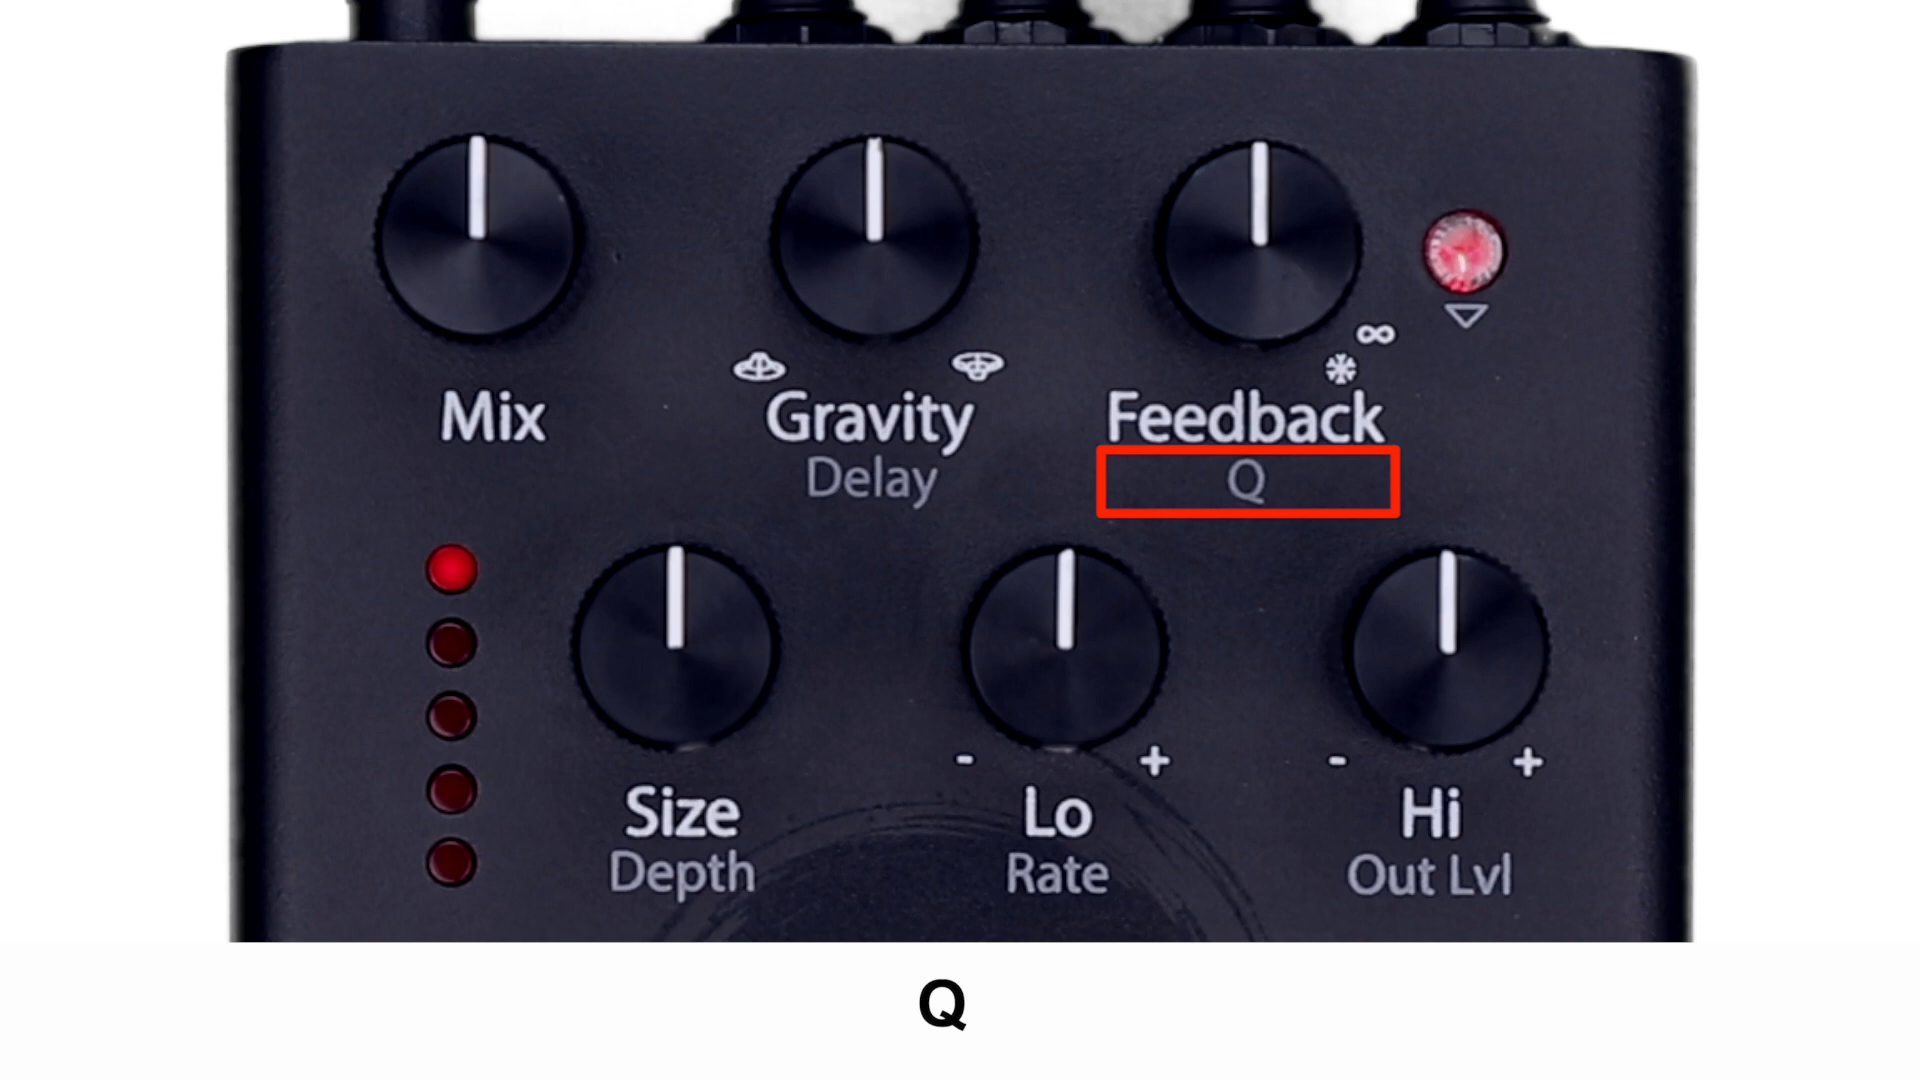 Mix
Gravity
Delay
Feedback
Q
∞
- +
- +
Size
Depth
Lo
Rate
Hi
Out Lvl
Q